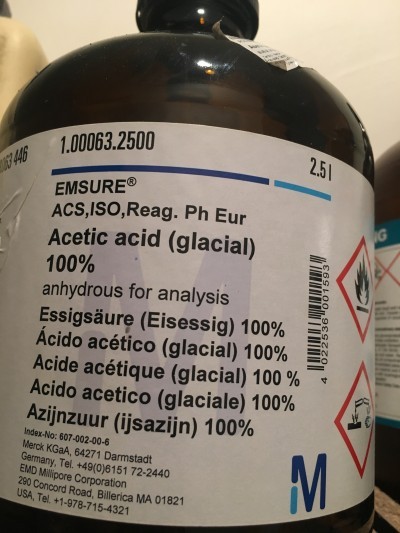 1.00063.2500
2.5 l
EMSURE®
ACS,ISO,Reag. Ph Eur
Acetic acid (glacial)
100%
anhydrous for analysis
Essigsäure (Eisessig) 100%
Ácido acético (glacial) 100%
Acide acétique (glacial) 100 %
Acido acetico (glaciale) 100%
Azijnzuur (ijsazijn) 100%
Index-No: 607-002-00-6
Merck KGaA, 64271 Darmstadt
Germany, Tel. +49(0)6151 72-2440
EMD Millipore Corporation
290 Concord Road, Billerica MA 01821
USA, Tel. +1-978-715-4321
4 022536 001593
M